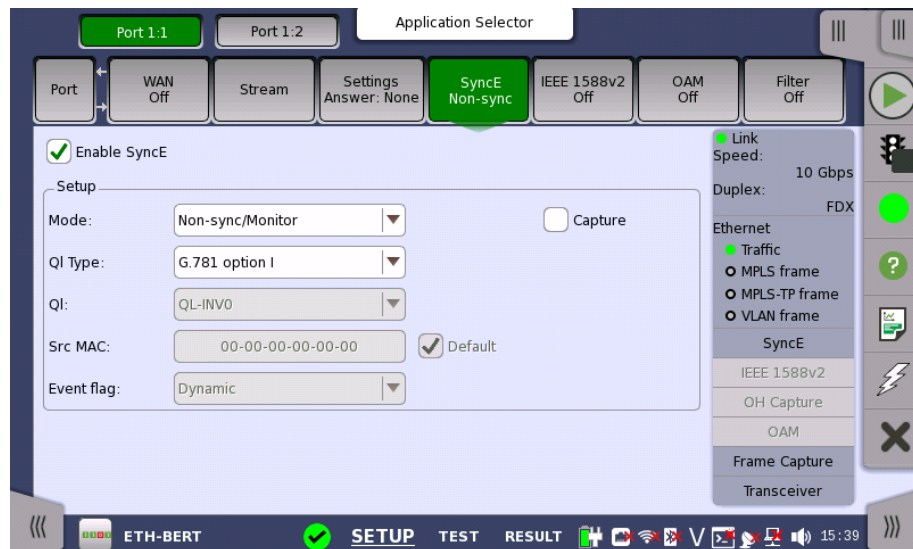 Application Selector
Port 1:1
Port 1:2
Port
WAN
Off
Stream
Settings
Answer: None
SyncE
Non-sync
IEEE 1588v2
Off
OAM
Off
Filter
Off
Enable SyncE
Setup
Mode:
Non-sync/Monitor
Capture
Ql Type:
G.781 option I
Ql:
QL-INV0
Src MAC:
00-00-00-00-00-00
Default
Event flag:
Dynamic
Link
Speed:
10 Gbps
Duplex:
FDX
Ethernet
Traffic
MPLS frame
MPLS-TP frame
VLAN frame
SyncE
IEEE 1588v2
OH Capture
OAM
Frame Capture
Transceiver
ETH-BERT
SETUP
TEST
RESULT
V
15:39